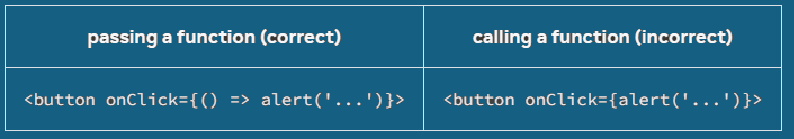 passing a function (correct)
calling a function (incorrect)
<button onClick={() => alert('...')}>
<button onClick={alert('...')}>